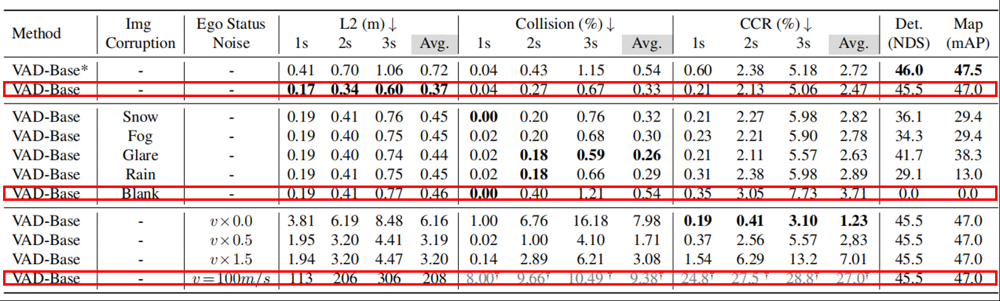 Method Img Corruption Ego Status Noise L2 (m) ↓ Collision (%) ↓ CCR (%) ↓ Det. (NDS) Map (mAP)
1s 2s 3s Avg. 1s 2s 3s Avg. 1s 2s 3s Avg.
VAD-Base* - - 0.41 0.70 1.06 0.72 0.04 0.43 1.15 0.54 0.60 2.38 5.18 2.72 46.0 47.5
VAD-Base - - 0.17 0.34 0.60 0.37 0.04 0.27 0.67 0.33 0.21 2.13 5.06 2.47 45.5 47.0
VAD-Base Snow - 0.19 0.41 0.76 0.45 0.00 0.20 0.76 0.32 0.21 2.27 5.98 2.82 36.1 29.4
VAD-Base Fog - 0.19 0.40 0.75 0.45 0.02 0.20 0.68 0.30 0.23 2.21 5.90 2.78 34.3 29.4
VAD-Base Glare - 0.19 0.40 0.74 0.44 0.02 0.18 0.59 0.26 0.21 2.11 5.57 2.63 41.7 38.3
VAD-Base Rain - 0.19 0.41 0.75 0.45 0.02 0.18 0.66 0.29 0.31 2.38 5.98 2.89 29.1 13.0
VAD-Base Blank - 0.19 0.41 0.77 0.46 0.00 0.40 1.21 0.54 0.35 3.05 7.73 3.71 0.0 0.0
VAD-Base - v×0.0 3.81 6.19 8.48 6.16 1.00 6.76 16.18 7.98 0.19 0.41 3.10 1.23 45.5 47.0
VAD-Base - v×0.5 1.95 3.20 4.41 3.19 0.02 1.00 4.10 1.71 0.37 2.56 5.57 2,83 45.5 47.0
VAD-Base - v×1.5 1.94 3.20 4.47 3.20 0.14 2.89 6.21 3.08 1.54 6.29 13.2 7.01 45.5 47.0
VAD-Base - v=100m/s 113 206 306 208 8.00† 9.66† 10.49 † 9.38† 24.8† 27.5 † 28.8† 27.0† 45.5 47.0